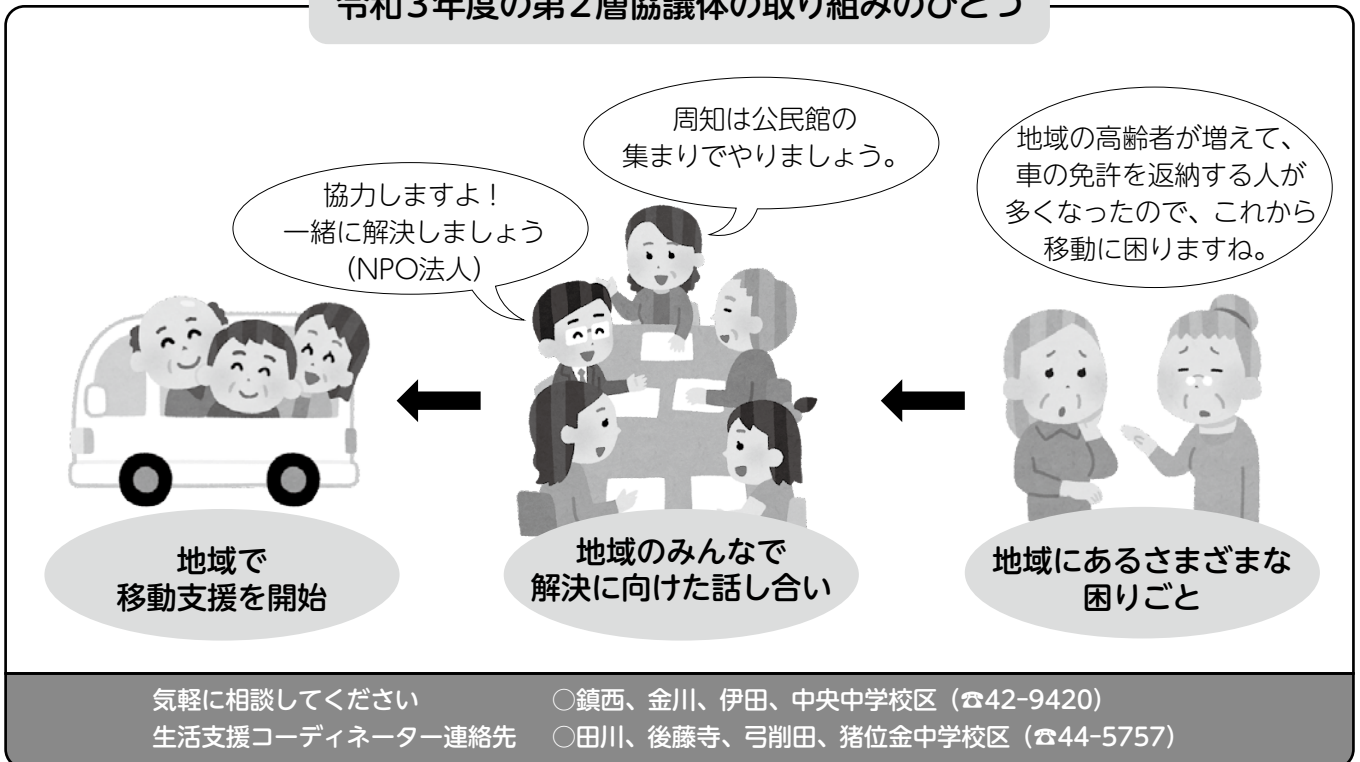 令和3年度の第2層協議体の取り組みのひとつ
地域の高齢者が増えて、
車の免許を返納する人が
多くなったので、これから
移動に困りますね。
周知は公民館の
集まりでやりましょう。
協力しますよ！
一緒に解決しましょう
（NPO法人）
地域にあるさまざまな
困りごと
地域のみんなで
解決に向けた話し合い
地域で
移動支援を開始
気軽に相談してください　○鎮西、金川、伊田、中央中学校区（☎42-9420）
生活支援コーディネーター連絡先　○田川、後藤寺、弓削田、猪位金中学校区（☎44-5757）